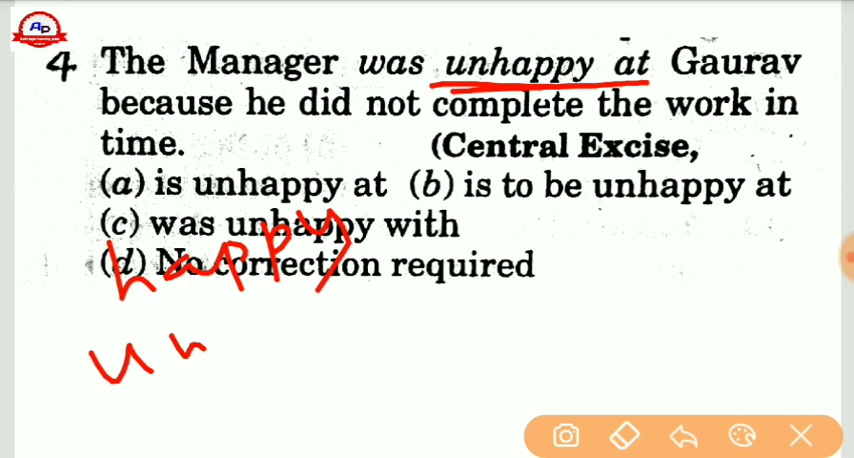 AD
4 The Manager was unhappy at Gaurav
because he did not complete the work in
time. (Central Excise,
(a) is unhappy at (b) is to be unhappy at
(c) was unhappy with
(d) No correction required
happy
un